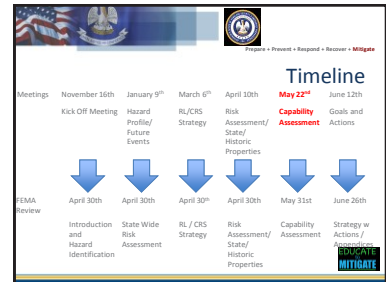 Prepare + Prevent + Respond + Recover + Mitigate
Timeline
Meetings November 16th January 9th March 6th April 10th May 22nd June 12th
Kick Off Meeting Hazard RL/CRS Risk Capability Goals and
Profile/ Strategy Assessment/ Assessment Actions
Future State/
Events Historic
Properties
FEMA April 30th April 30th April 30th April 30th May 31st June 26th
Review
Introduction State Wide RL / CRS Risk Capability Strategy w
and Risk Strategy Assessment/ Assessment Actions /
Hazard Assessment State/ Appendices
Identification Historic
Properties
EDUCATE
MITIGATE